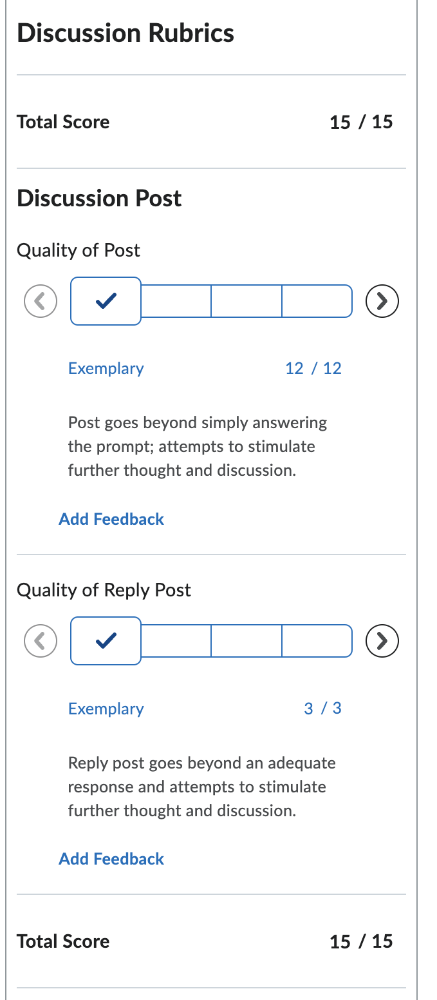 Discussion Rubrics
Total Score 15 / 15
Discussion Post
Quality of Post
Exemplary 12 / 12
Post goes beyond simply answering
the prompt; attempts to stimulate
further thought and discussion.
Add Feedback
Quality of Reply Post
Exemplary 3 / 3
Reply post goes beyond an adequate
response and attempts to stimulate
further thought and discussion.
Add Feedback
Total Score 15 / 15